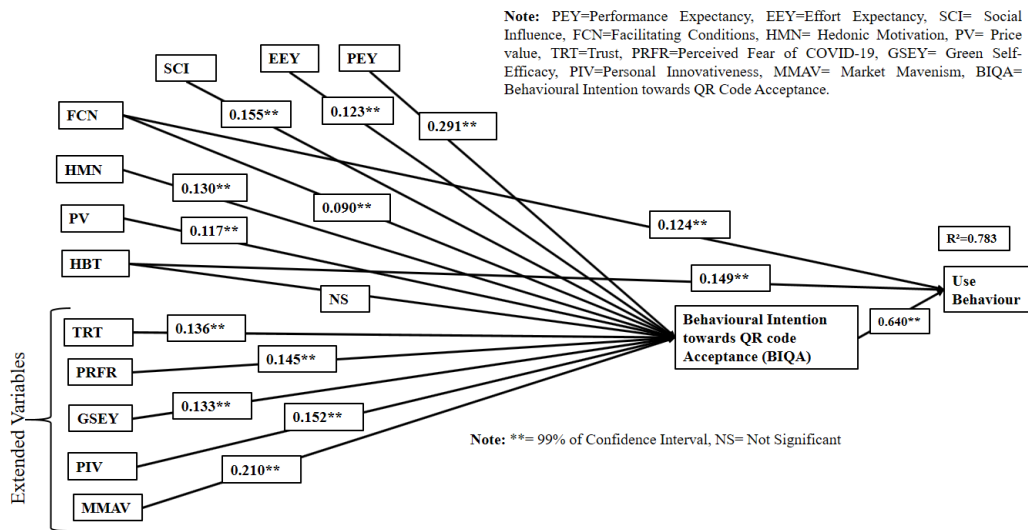 Note: PEY=Performance Expectancy, EEY=Effort Expectancy, SCI= Social
Influence, FCN=Facilitating Conditions, HMN= Hedonic Motivation, PV= Price
value, TRT=Trust, PRFR=Perceived Fear of COVID-19, GSEY= Green Self-
Efficacy, PIV=Personal Innovativeness, MMAV= Market Mavenism, BIQA=
Behavioural Intention towards QR Code Acceptance.
SCI
EEY
PEY
FCN
0.155**
0.123**
0.291**
HMN
0.130**
0.090**
PV
0.117**
0.124**
R²=0.783
HBT
0.149**
Use
Behaviour
NS
TRT
0.136**
Behavioural Intention
towards QR code
Acceptance (BIQA)
0.640**
PRFR
0.145**
GSEY
0.133**
0.152**
PIV
0.210**
MMAV
Extended Variables
Note: **= 99% of Confidence Interval, NS= Not Significant